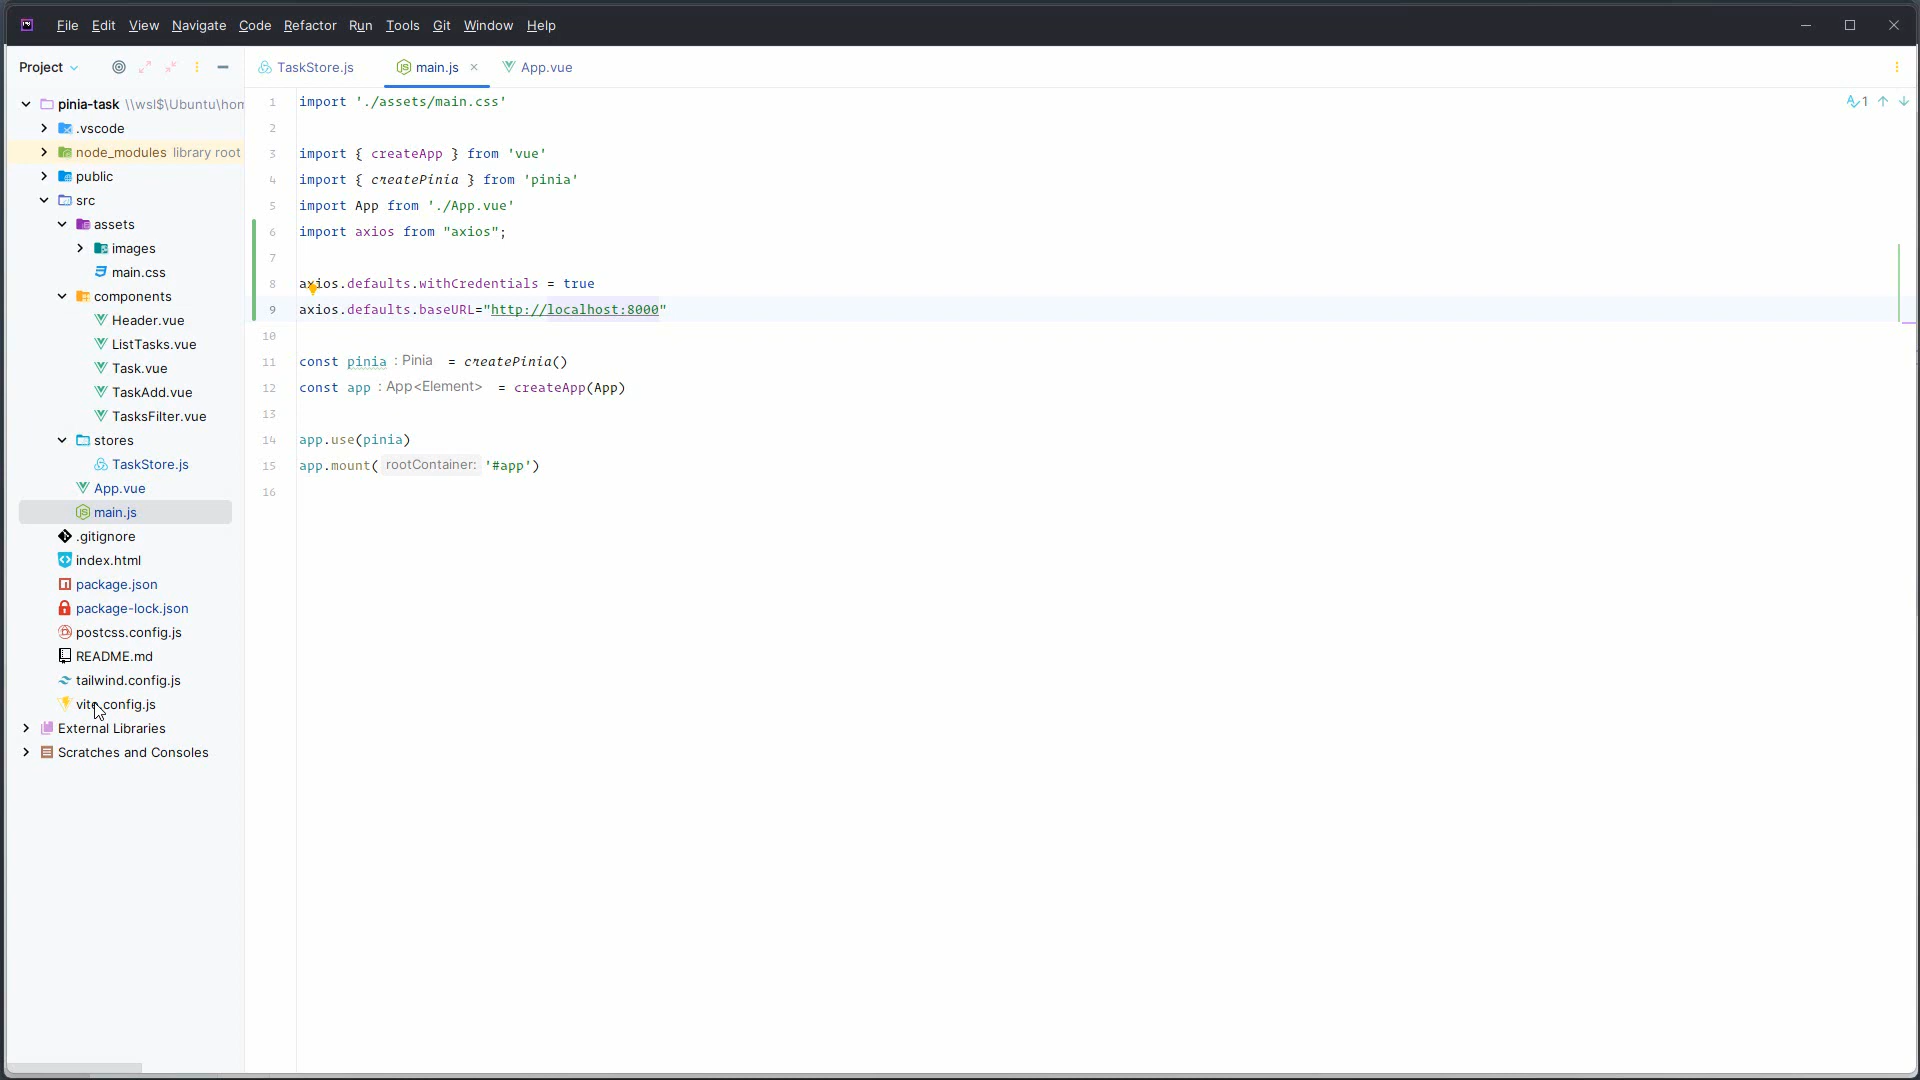 File Edit View Navigate Code Refactor Run Tools Git Window Help
Project
TaskStore.js main.js App.vue
pinia-task \\wsl$\Ubuntu\hom
.vscode
node_modules library root
public
src
assets
images
main.css
components
Header.vue
ListTasks.vue
Task.vue
TaskAdd.vue
TasksFilter.vue
stores
TaskStore.js
App.vue
main.js
.gitignore
index.html
package.json
package-lock.json
postcss.config.js
README.md
tailwind.config.js
vite.config.js
External Libraries
Scratches and Consoles
1 import './assets/main.css'
2
3 import { createApp } from 'vue'
4 import { createPinia } from 'pinia'
5 import App from './App.vue'
6 import axios from "axios";
7
8 axios.defaults.withCredentials = true
9 axios.defaults.baseURL="http://localhost:8000"
10
11 const pinia : Pinia = createPinia()
12 const app : App<Element> = createApp(App)
13
14 app.use(pinia)
15 app.mount( rootContainer: '#app')
16
1